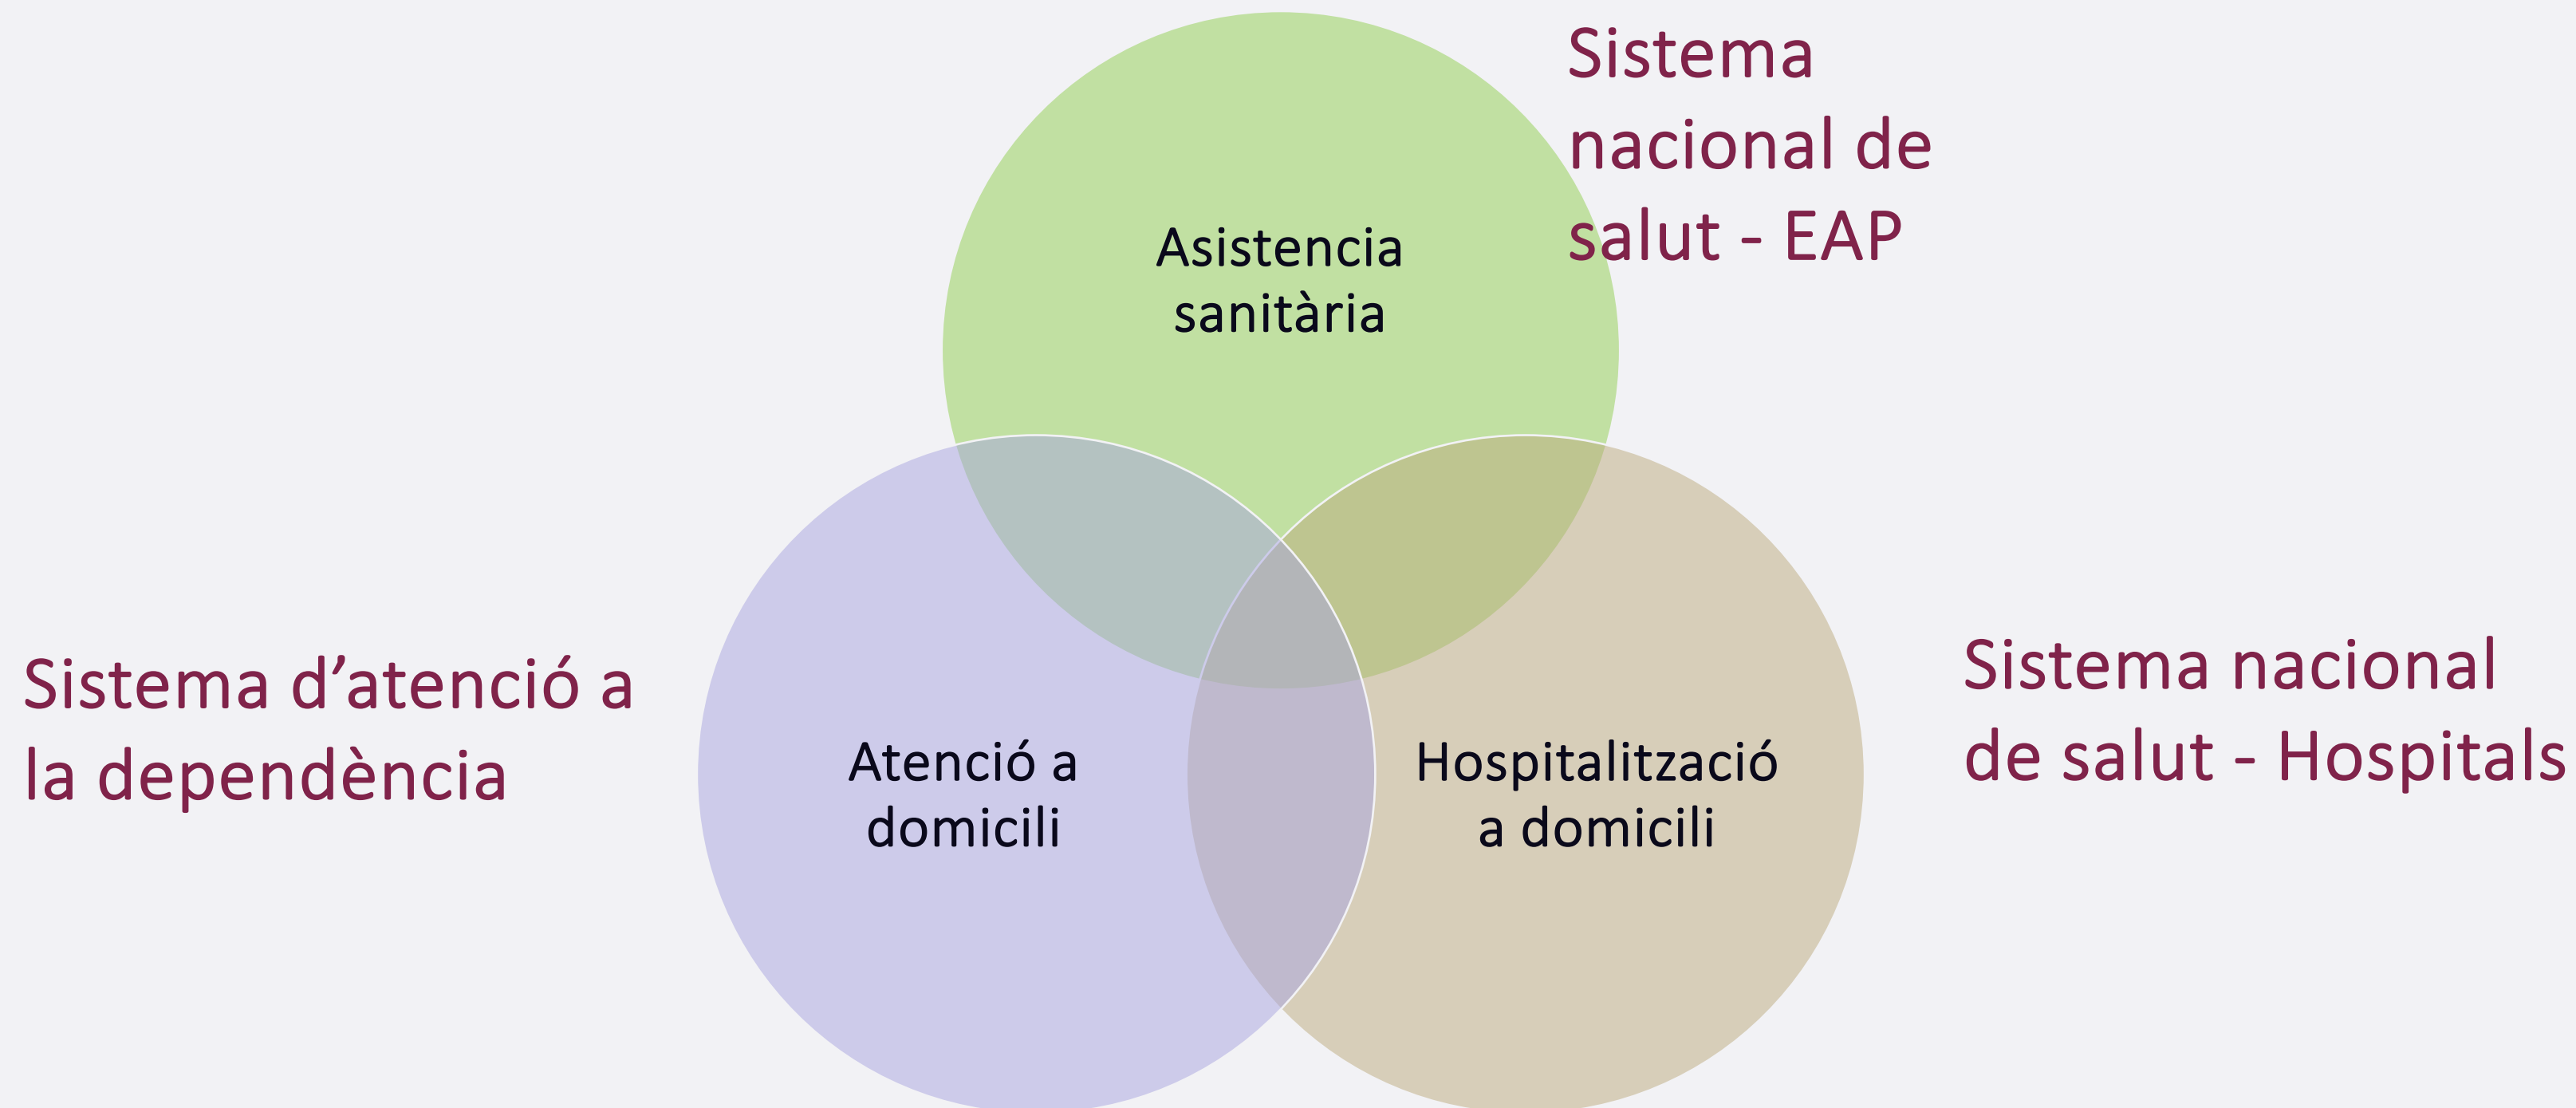 Sistema
nacional de
salut - EAP
Asistencia
sanitària
Sistema d’atenció a
la dependència
Atenció a
domicili
Hospitalització
a domicili
Sistema nacional
de salut - Hospitals